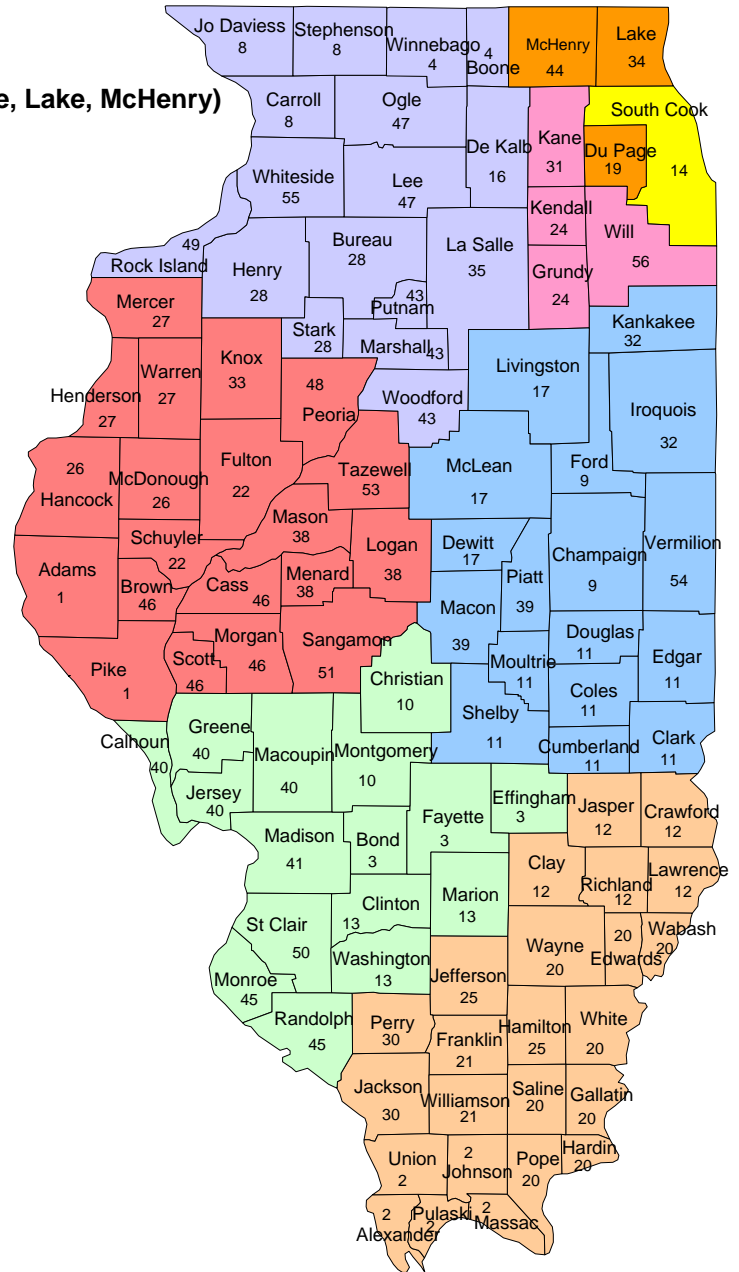 Jo Daviess
8
Stephenson
8
Winnebago
4
4
Boone
McHenry
44
Lake
34
e, Lake, McHenry)
Carroll
8
Ogle
47
De Kalb
16
Kane
31
South Cook
14
Du Page
19
Whiteside
55
Lee
47
Kendall
24
Will
56
49
Rock Island
Henry
28
Bureau
28
La Salle
35
Grundy
24
43
Putnam
Mercer
27
Stark
28
Marshall
43
Kankakee
32
Knox
33
48
Peoria
Livingston
17
Warren
27
Henderson
27
Woodford
43
Iroquois
32
26
Hancock
McDonough
26
Fulton
22
Tazewell
53
McLean
17
Ford
9
Mason
38
Schuyler
22
Logan
38
Dewitt
17
Champaign
9
Vermilion
54
Adams
1
Brown
46
Cass
46
Menard
38
Piatt
39
Macon
39
Morgan
46
Sangamon
51
Scott
46
Douglas
11
Edgar
11
Moultrie
11
Pike
1
Christian
10
Coles
11
Shelby
11
Calhoun
40
Greene
40
Macoupin
40
Montgomery
10
Cumberland
11
Clark
11
Jersey
40
Effingham
3
Jasper
12
Crawford
12
Madison
41
Bond
3
Fayette
3
Clay
12
Richland
12
Lawrence
12
Marion
13
Clinton
13
St Clair
50
Wayne
20
20
Edwards
Wabash
20
Washington
13
Jefferson
25
Monroe
45
Randolph
45
Perry
30
Franklin
21
Hamilton
25
White
20
Jackson
30
Williamson
21
Saline
20
Gallatin
20
Union
2
2
Johnson
Pope
20
Hardin
20
2
Alexander
Pulaski
2
2
Massac